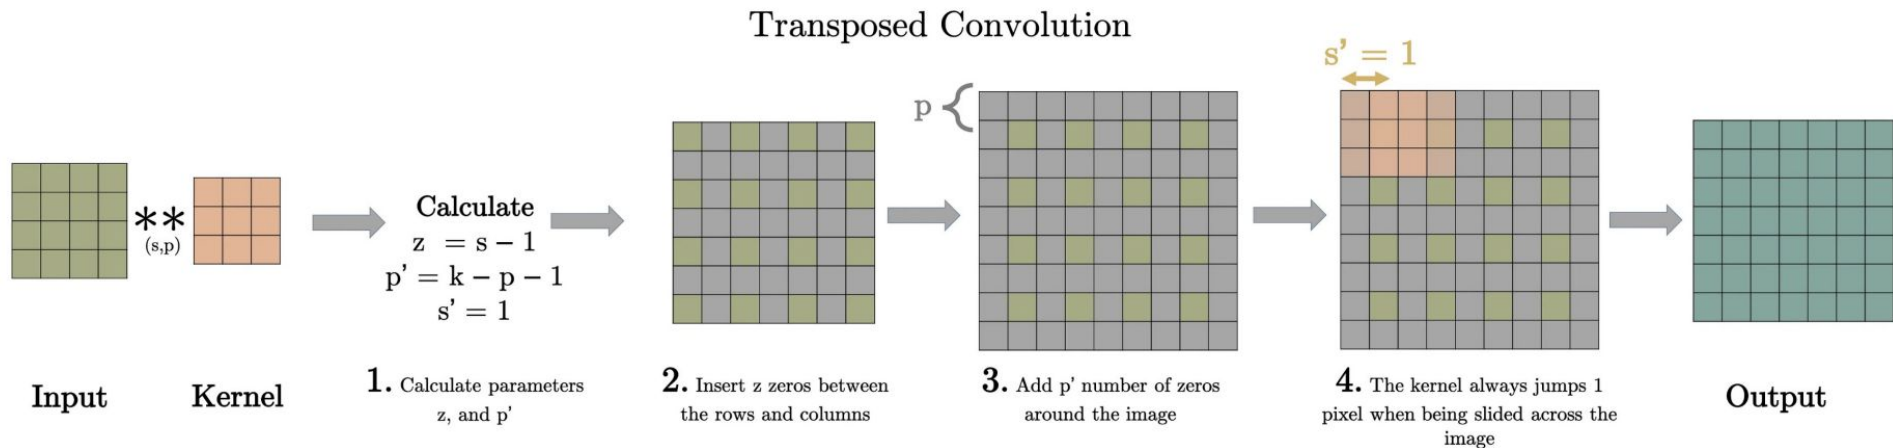 Transposed Convolution
s' = 1
p {
**
(s,p)
Calculate
z = s − 1
p' = k − p − 1
s' = 1
Input
Kernel
1. Calculate parameters
z, and p'
2. Insert z zeros between
the rows and columns
3. Add p' number of zeros
around the image
4. The kernel always jumps 1
pixel when being slided across the
image
Output